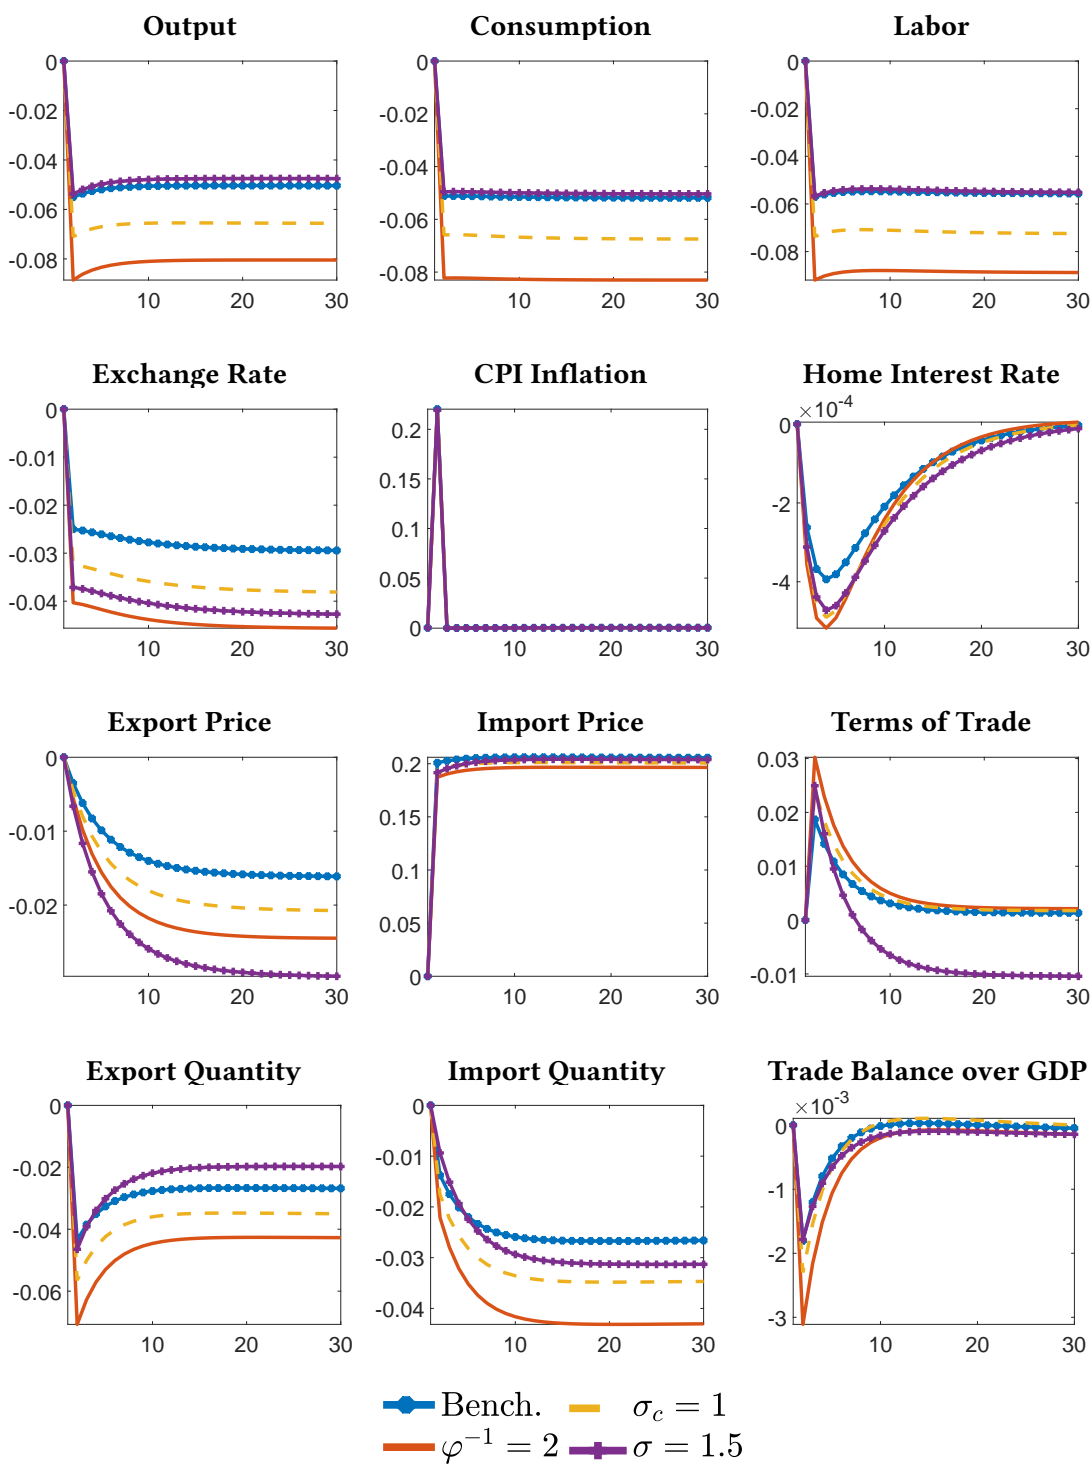 Output Consumption Labor
0 0 0
-0.02 -0.02 -0.02
-0.04 -0.04 -0.04
-0.06 -0.06 -0.06
-0.08 -0.08 -0.08
10 20 30 10 20 30 10 20 30
Exchange Rate CPI Inflation Home Interest Rate
×10⁻⁴
0 0.2 0
-0.01 0.15 -2
-0.02 0.1 -4
-0.03 0.05
-0.04 0
10 20 30 10 20 30 10 20 30
Export Price Import Price Terms of Trade
0 0.2 0.03
-0.01 0.15 0.02
-0.02 0.1 0.01
0.05 0
0 -0.01
10 20 30 10 20 30 10 20 30
Export Quantity Import Quantity Trade Balance over GDP
×10⁻³
0 0 0
-0.02 -0.01 -1
-0.04 -0.02 -2
-0.06 -0.03 -3
-0.04
10 20 30 10 20 30 10 20 30
Bench. σ_c = 1
φ⁻¹ = 2 σ = 1.5